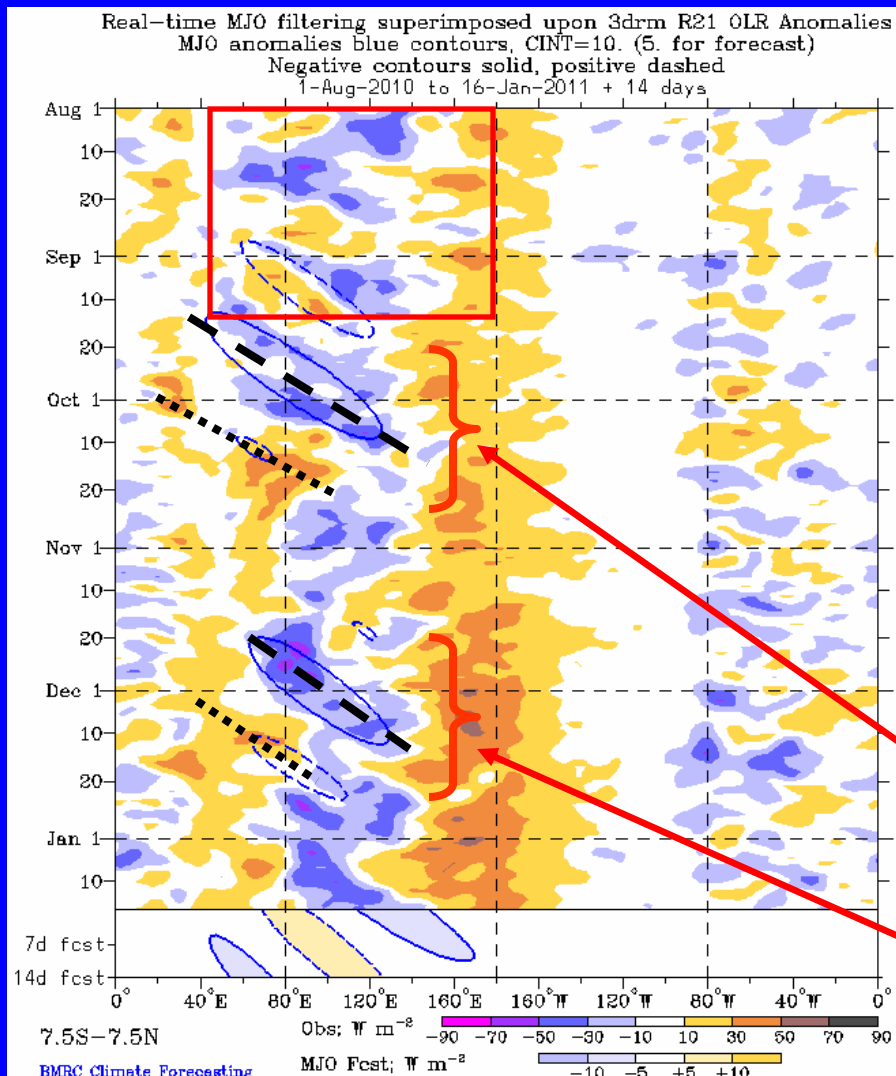 Real-time MJO filtering superimposed upon 3drm R21 OLR Anomalies
MJO anomalies blue contours, CINT=10. (5. for forecast)
Negative contours solid, positive dashed
1-Aug-2010 to 16-Jan-2011 + 14 days
Aug 1
10
20
Sep 1
10
20
Oct 1
10
20
Nov 1
10
20
Dec 1
10
20
Jan 1
10
7d fcst
14d fcst
0° 40°E 80°E 120°E 160°E 160°W 120°W 80°W 40°W 0°
7.5S-7.5N
Obs; W m⁻²
-90 -70 -50 -30 -10 10 30 50 70 90
BMRC Climate Forecasting
MJO Fcst; W m⁻²
-10 -5 +5 +10